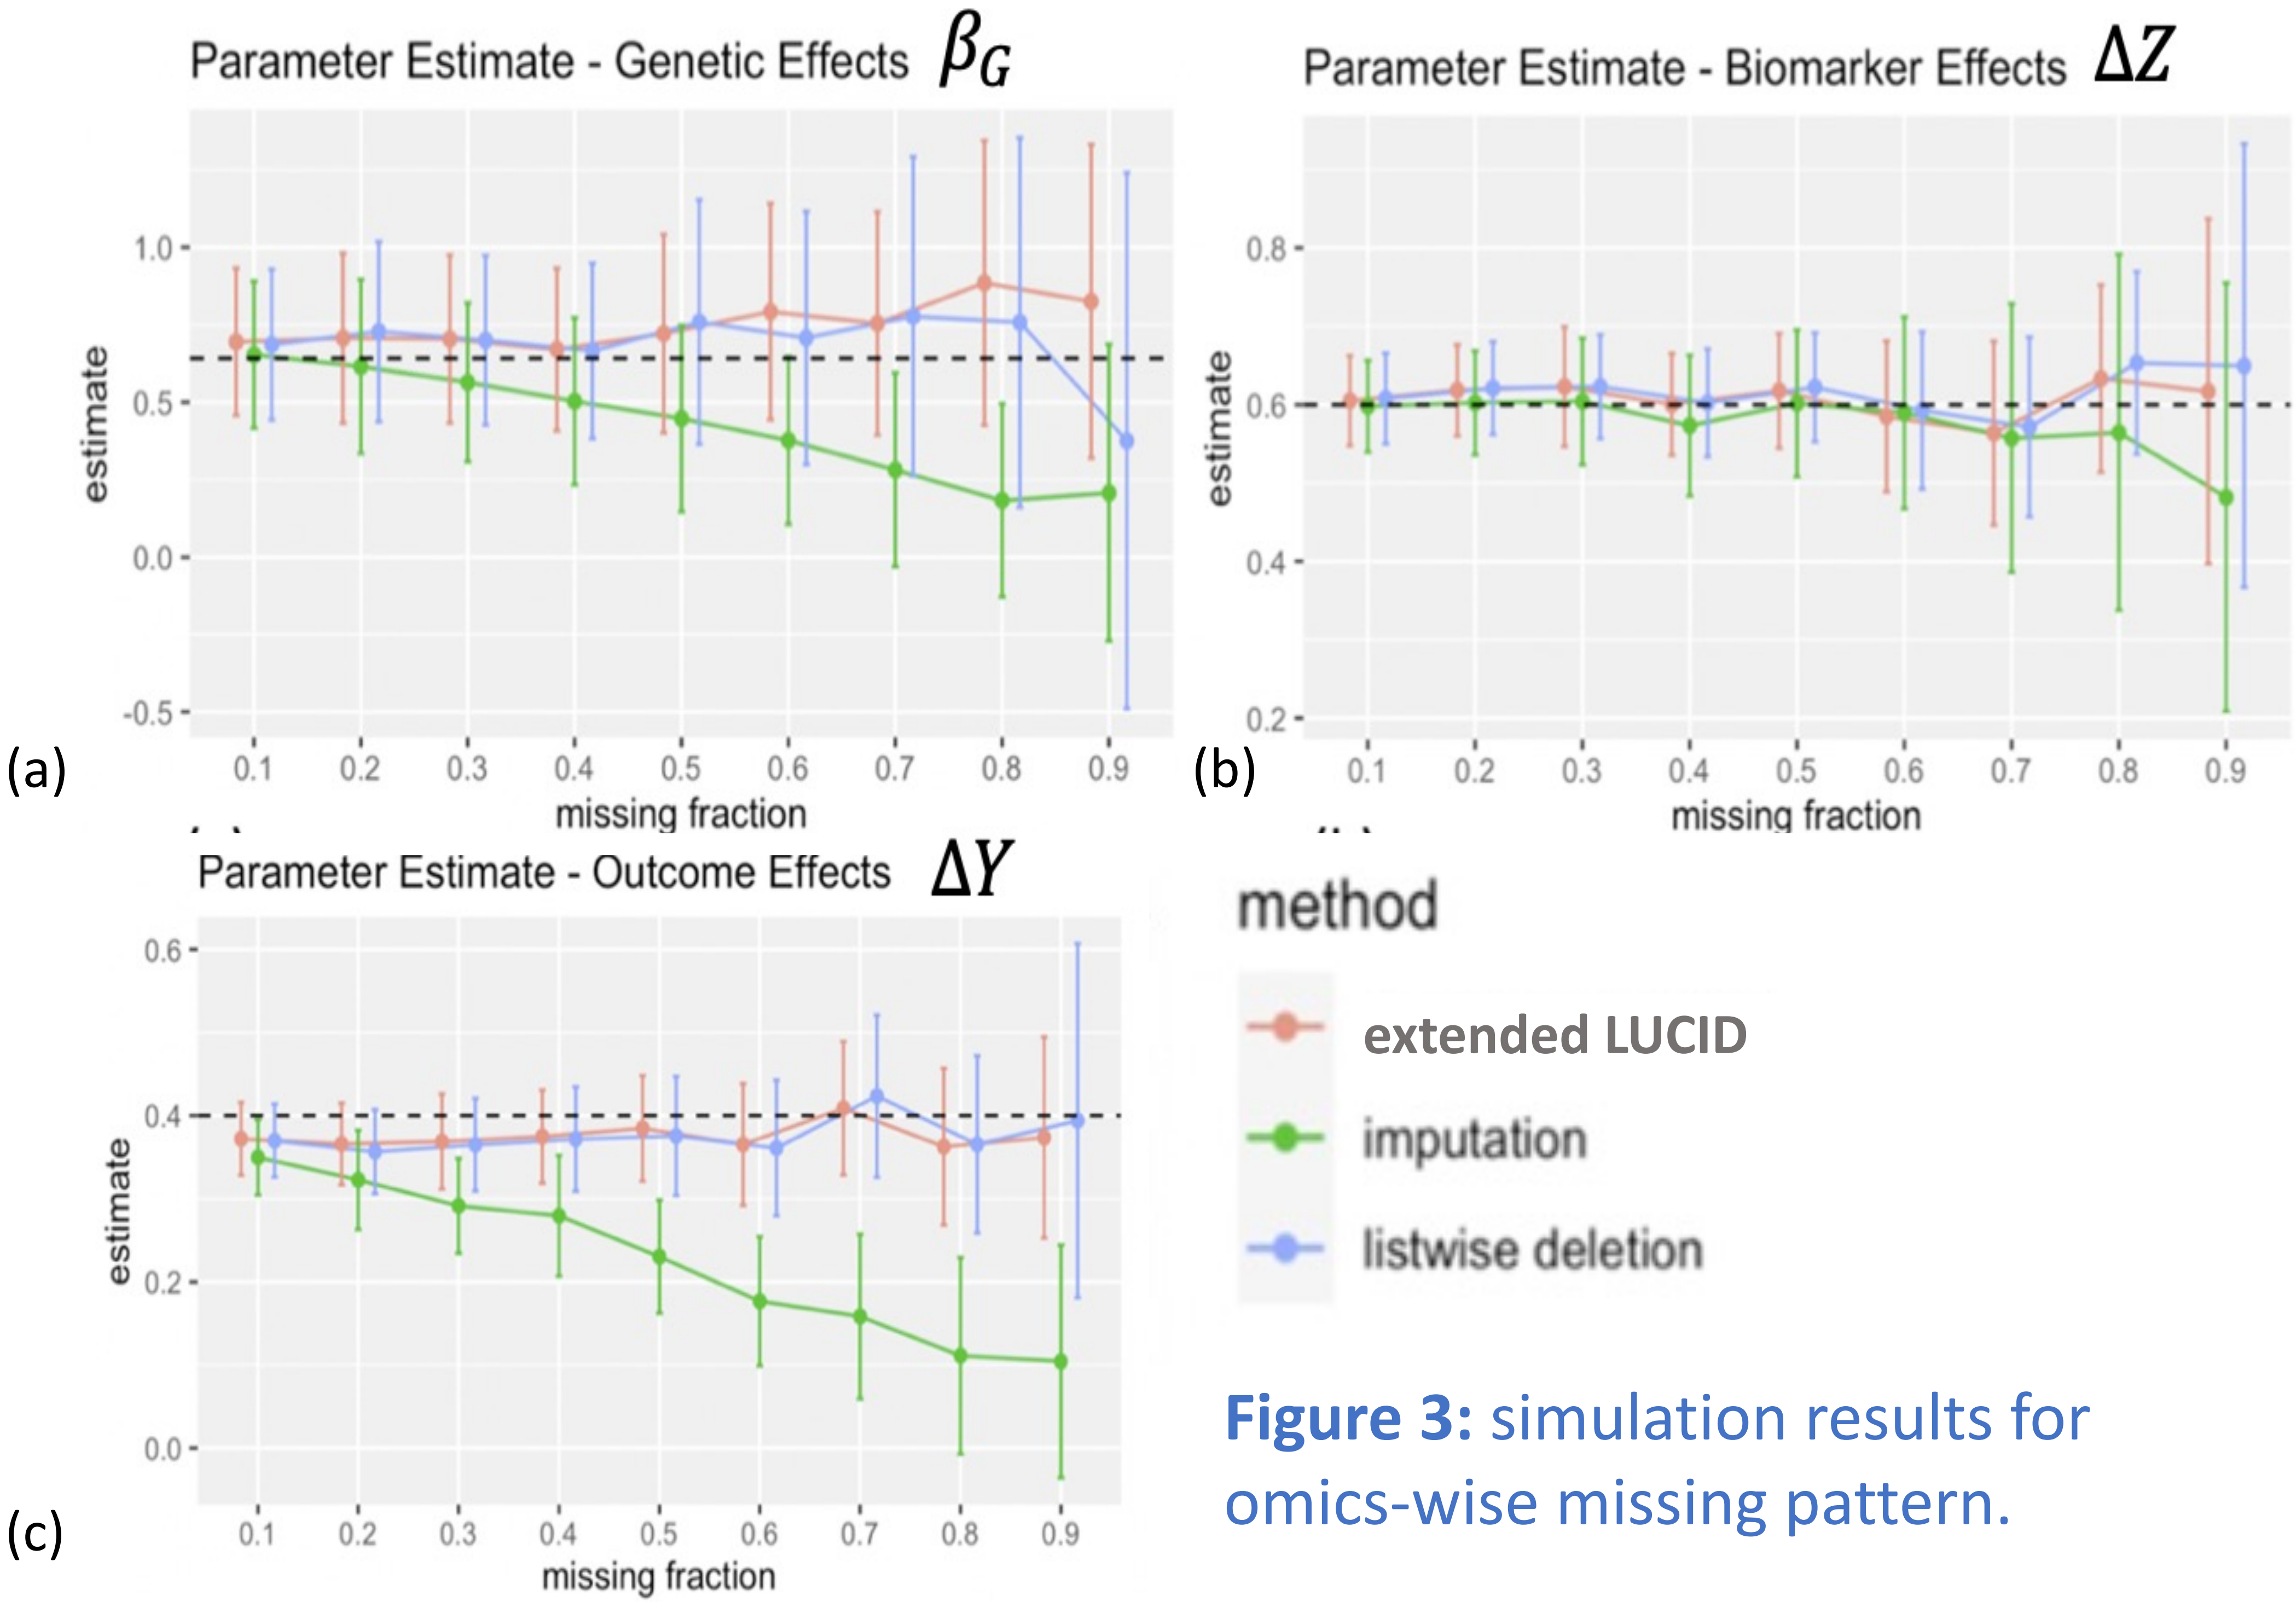 Parameter Estimate - Genetic Effects β_G
estimate
1.0
0.5
0.0
-0.5
0.1 0.2 0.3 0.4 0.5 0.6 0.7 0.8 0.9
missing fraction
(a)
Parameter Estimate - Biomarker Effects ΔZ
estimate
0.8
0.6
0.4
0.2
0.1 0.2 0.3 0.4 0.5 0.6 0.7 0.8 0.9
missing fraction
(b)
Parameter Estimate - Outcome Effects ΔY
estimate
0.6
0.4
0.2
0.0
0.1 0.2 0.3 0.4 0.5 0.6 0.7 0.8 0.9
missing fraction
(c)
method
extended LUCID
imputation
listwise deletion
Figure 3: simulation results for
omics-wise missing pattern.